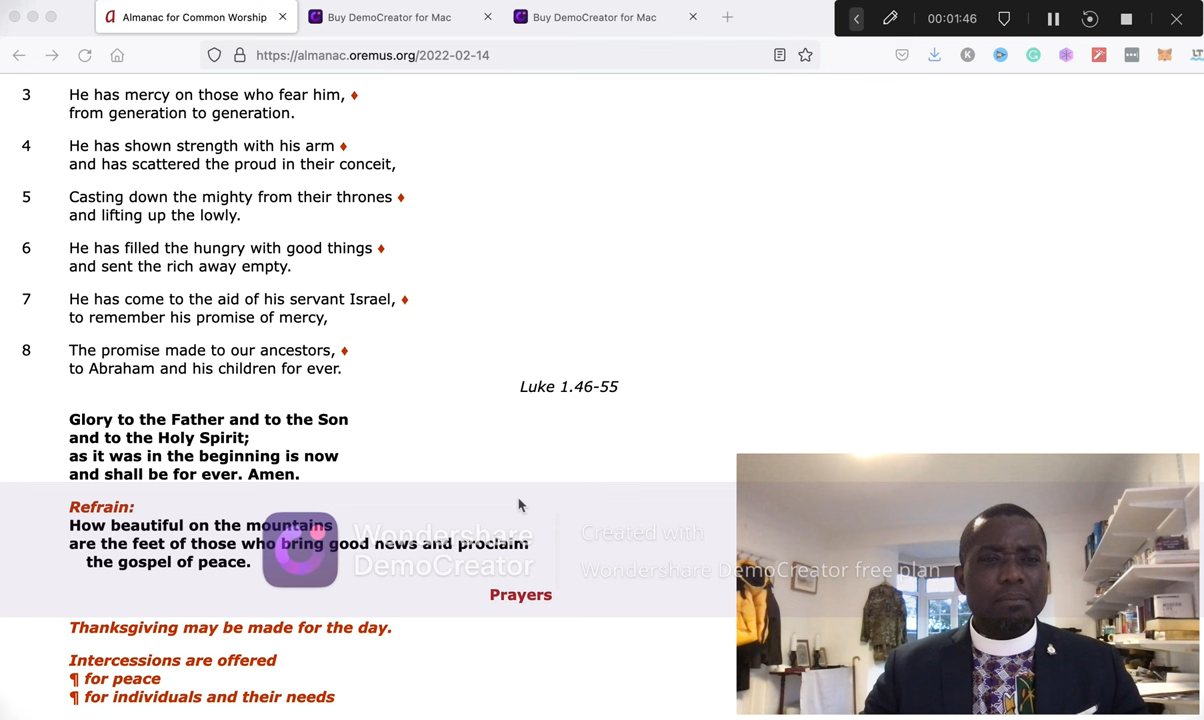 Almanac for Common Worship
Buy DemoCreator for Mac
Buy DemoCreator for Mac
00:01:46
https://almanac.oremus.org/2022-02-14
3 He has mercy on those who fear him, ♦
from generation to generation.
4 He has shown strength with his arm ♦
and has scattered the proud in their conceit,
5 Casting down the mighty from their thrones ♦
and lifting up the lowly.
6 He has filled the hungry with good things ♦
and sent the rich away empty.
7 He has come to the aid of his servant Israel, ♦
to remember his promise of mercy,
8 The promise made to our ancestors, ♦
to Abraham and his children for ever.
Luke 1.46-55
Glory to the Father and to the Son
and to the Holy Spirit;
as it was in the beginning is now
and shall be for ever. Amen.
Refrain:
How beautiful on the mountains
are the feet of those who bring good news and proclaim
the gospel of peace.
Wondershare
DemoCreator
Created with
Wondershare DemoCreator free plan
Prayers
Thanksgiving may be made for the day.
Intercessions are offered
¶ for peace
¶ for individuals and their needs